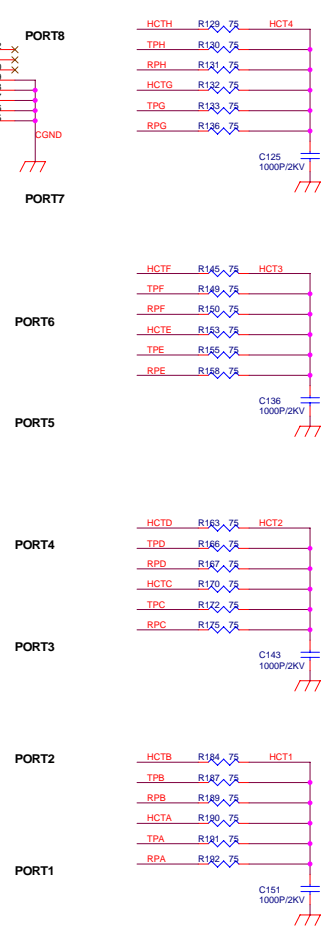 PORT8
HCTH R129 75 HCT4
TPH R130 75
RPH R131 75
HCTG R132 75
TPG R133 75
RPG R136 75
CGND
C125
1000P/2KV
PORT7
HCTF R145 75 HCT3
TPF R149 75
RPF R150 75
PORT6
HCTE R153 75
TPE R155 75
RPE R158 75
C136
1000P/2KV
PORT5
HCTD R163 75 HCT2
PORT4
TPD R166 75
RPD R167 75
HCTC R170 75
TPC R172 75
RPC R175 75
PORT3
C143
1000P/2KV
PORT2
HCTB R184 75 HCT1
TPB R187 75
RPB R189 75
HCTA R190 75
TPA R191 75
RPA R192 75
PORT1
C151
1000P/2KV